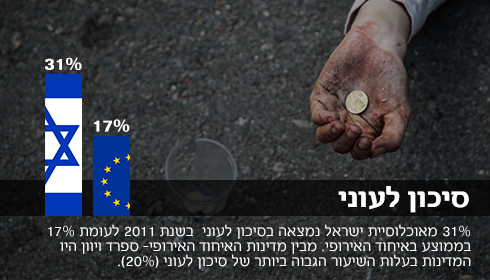 31%
17%
סיכון לעוני
31% מאוכלוסיית ישראל נמצאה בסיכון לעוני בשנת 2011 לעומת 17%
בממוצע באיחוד האירופי. מבין מדינות האיחוד האירופי- ספרד ויוון היו
המדינות בעלות השיעור הגבוה ביותר של סיכון לעוני (20%).